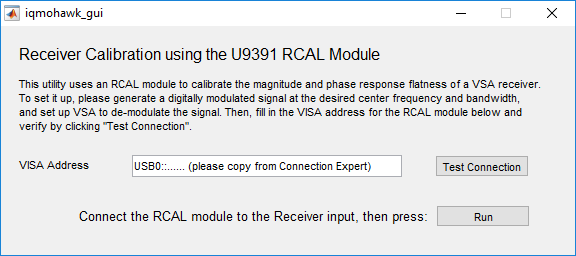 iqmohawk_gui
Receiver Calibration using the U9391 RCAL Module
This utility uses an RCAL module to calibrate the magnitude and phase response flatness of a VSA receiver.
To set it up, please generate a digitally modulated signal at the desired center frequency and bandwidth,
and set up VSA to de-modulate the signal. Then, fill in the VISA address for the RCAL module below and
verify by clicking "Test Connection".
VISA Address USB0::...... (please copy from Connection Expert) Test Connection
Connect the RCAL module to the Receiver input, then press: Run